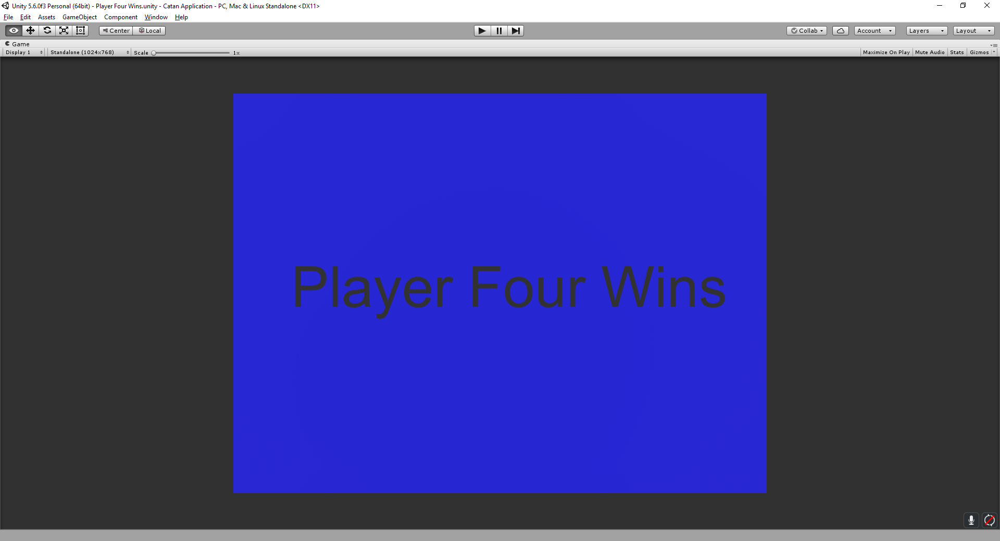 Unity 5.6.0f3 Personal (64bit) - Player Four Wins.unity - Catan Application - PC, Mac & Linux Standalone <DX11>
File Edit Assets GameObject Component Window Help
Center Local Collab Account Layers Layout
Game
Display 1 Standalone (1024x768) Scale 1x Maximize On Play Mute Audio Stats Gizmos
Player Four Wins